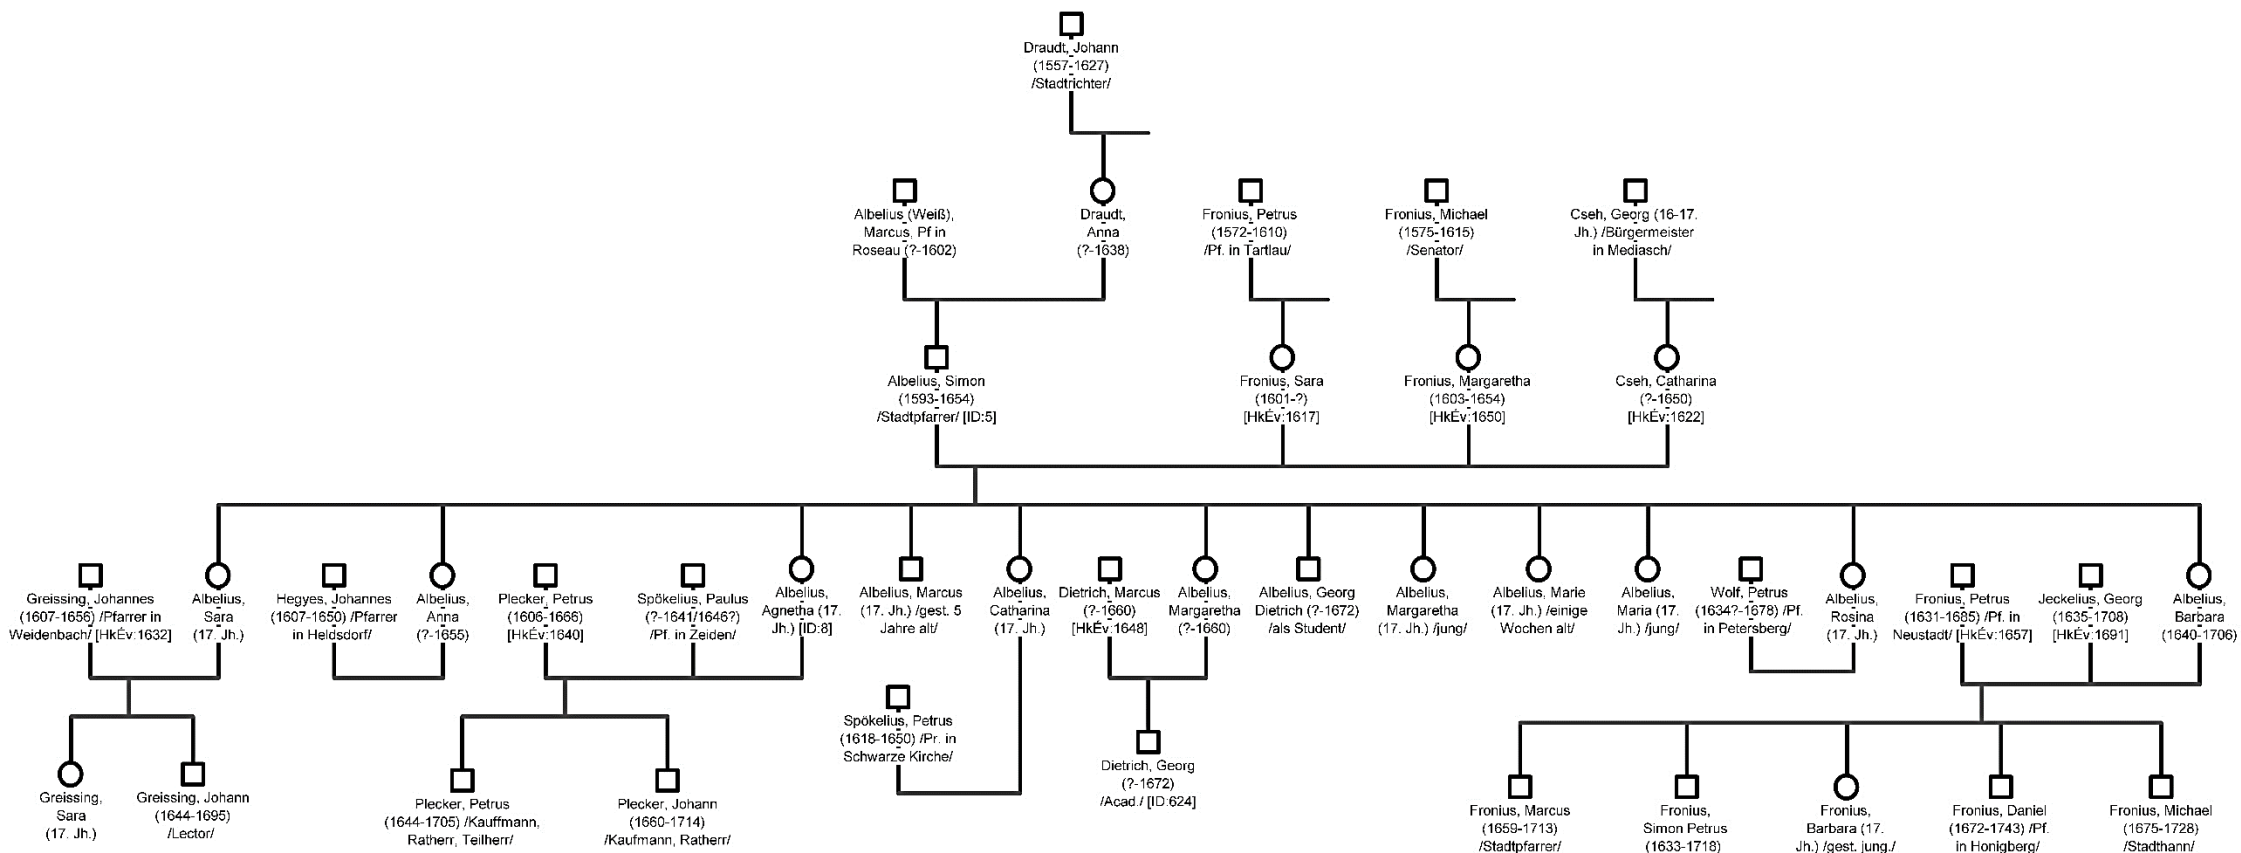 Draudt, Johann
(1557-1627)
/Stadtrichter/
Albelius (Weiß),
Marcus, Pf in
Roseau (?-1602)
Draudt,
Anna
(?-1638)
Fronius, Petrus
(1572-1610)
/Pf. in Tartlau/
Fronius, Michael
(1575-1615)
/Senator/
Cseh, Georg (16-17.
Jh.) /Bürgermeister
in Mediasch/
Albelius, Simon
(1593-1654)
/Stadtpfarrer/ [ID:5]
Fronius, Sara
(1601-?)
[HkÉv:1617]
Fronius, Margaretha
(1603-1654)
[HkÉv:1650]
Cseh, Catharina
(?-1650)
[HkÉv:1622]
Greissing, Johannes
(1607-1656) /Pfarrer in
Weidenbach/ [HkÉv:1632]
Albelius,
Sara
(17. Jh.)
Hegyes, Johannes
(1607-1650) /Pfarrer
in Heldsdorf/
Albelius,
Anna
(?-1655)
Plecker, Petrus
(1606-1666)
[HkÉv:1640]
Spökelius, Paulus
(?-1641/1646?)
/Pf. in Zeiden/
Albelius,
Agnetha (17.
Jh.) [ID:8]
Albelius, Marcus
(17. Jh.) /gest. 5
Jahre alt/
Albelius,
Catharina
(17. Jh.)
Dietrich, Marcus
(?-1660)
[HkÉv:1648]
Albelius,
Margaretha
(?-1660)
Albelius, Georg
Dietrich (?-1672)
/als Student/
Albelius,
Margaretha
(17. Jh.) /jung/
Albelius, Marie
(17. Jh.) /einige
Wochen alt/
Albelius,
Maria (17.
Jh.) /jung/
Wolf, Petrus
(1634?-1678) /Pf.
in Petersberg/
Albelius,
Rosina
(17. Jh.)
Fronius, Petrus
(1631-1685) /Pf. in
Neustadt/ [HkÉv:1657]
Jeckelius, Georg
(1635-1708)
[HkÉv:1691]
Albelius,
Barbara
(1640-1706)
Greissing,
Sara
(17. Jh.)
Greissing, Johann
(1644-1695)
/Lector/
Plecker, Petrus
(1644-1705) /Kauffmann,
Ratherr, Teilherr/
Plecker, Johann
(1660-1714)
/Kaufmann, Ratherr/
Spökelius, Petrus
(1618-1650) /Pr. in
Schwarze Kirche/
Dietrich, Georg
(?-1672)
/Acad./ [ID:624]
Fronius, Marcus
(1659-1713)
/Stadtpfarrer/
Fronius,
Simon Petrus
(1633-1718)
Fronius,
Barbara (17.
Jh.) /gest. jung./
Fronius, Daniel
(1672-1743) /Pf.
in Honigberg/
Fronius, Michael
(1675-1728)
/Stadthann/